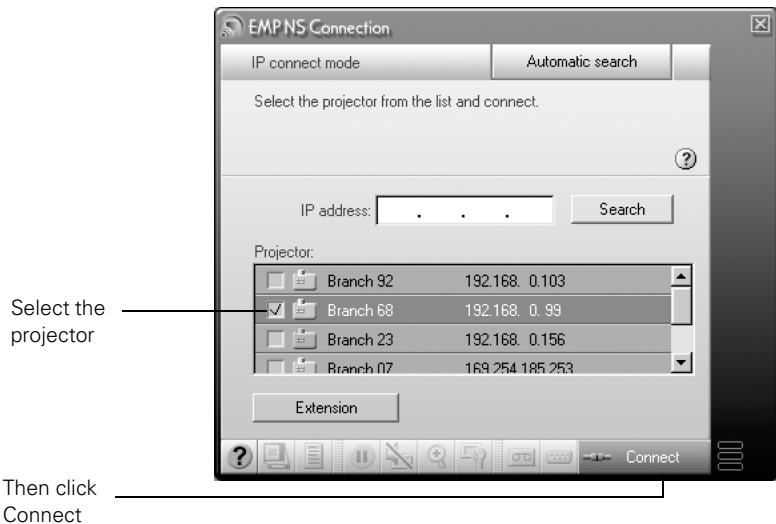 EMP NS Connection
IP connect mode
Automatic search
Select the projector from the list and connect.
?
IP address: . . .
Search
Projector:
Branch 92 192.168. 0.103
Branch 68 192.168. 0. 99
Branch 23 192.168. 0.156
Branch 07 169.254.185.253
Select the
projector
Extension
? Connect
Then click
Connect